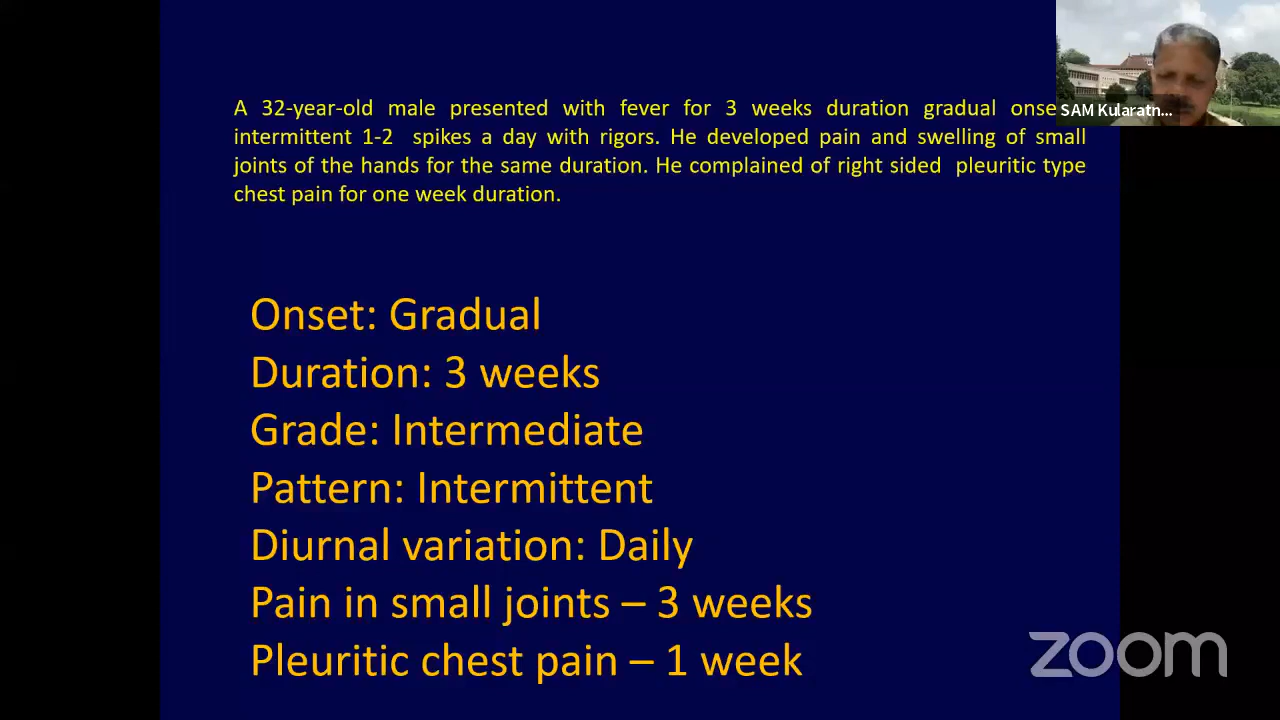 A 32-year-old male presented with fever for 3 weeks duration gradual onse
intermittent 1-2 spikes a day with rigors. He developed pain and swelling of small
joints of the hands for the same duration. He complained of right sided pleuritic type
chest pain for one week duration.
SAM Kularatn...
Onset: Gradual
Duration: 3 weeks
Grade: Intermediate
Pattern: Intermittent
Diurnal variation: Daily
Pain in small joints – 3 weeks
Pleuritic chest pain – 1 week
zoom